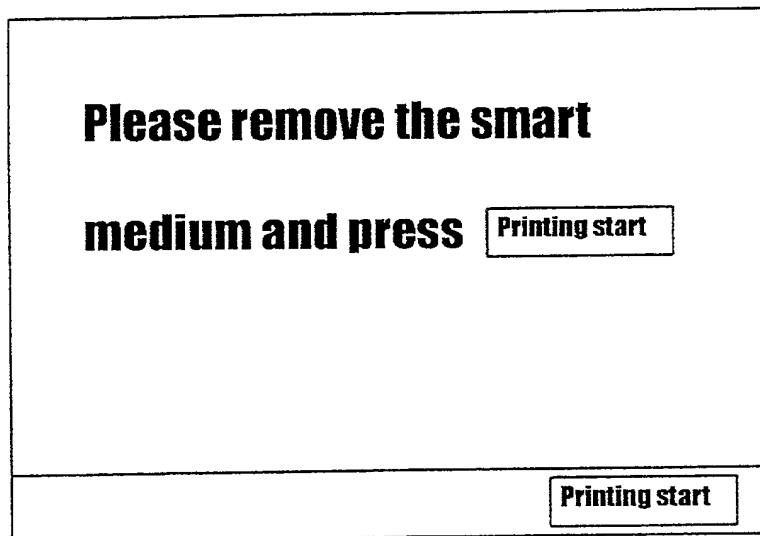 Please remove the smart
medium and press Printing start
Printing start